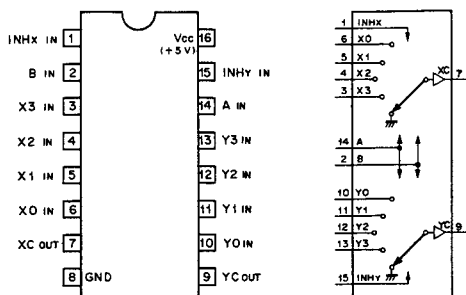 INHX IN 1
B IN 2
X3 IN 3
X2 IN 4
X1 IN 5
X0 IN 6
XC OUT 7
8 GND
16 Vcc
(+5V)
15 INHY IN
14 A IN
13 Y3 IN
12 Y2 IN
11 Y1 IN
10 Y0 IN
9 YC OUT
1 INHX
6 X0
5 X1
4 X2
3 X3
XC 7
14 A
2 B
10 Y0
11 Y1
12 Y2
13 Y3
YC 9
15 INHY